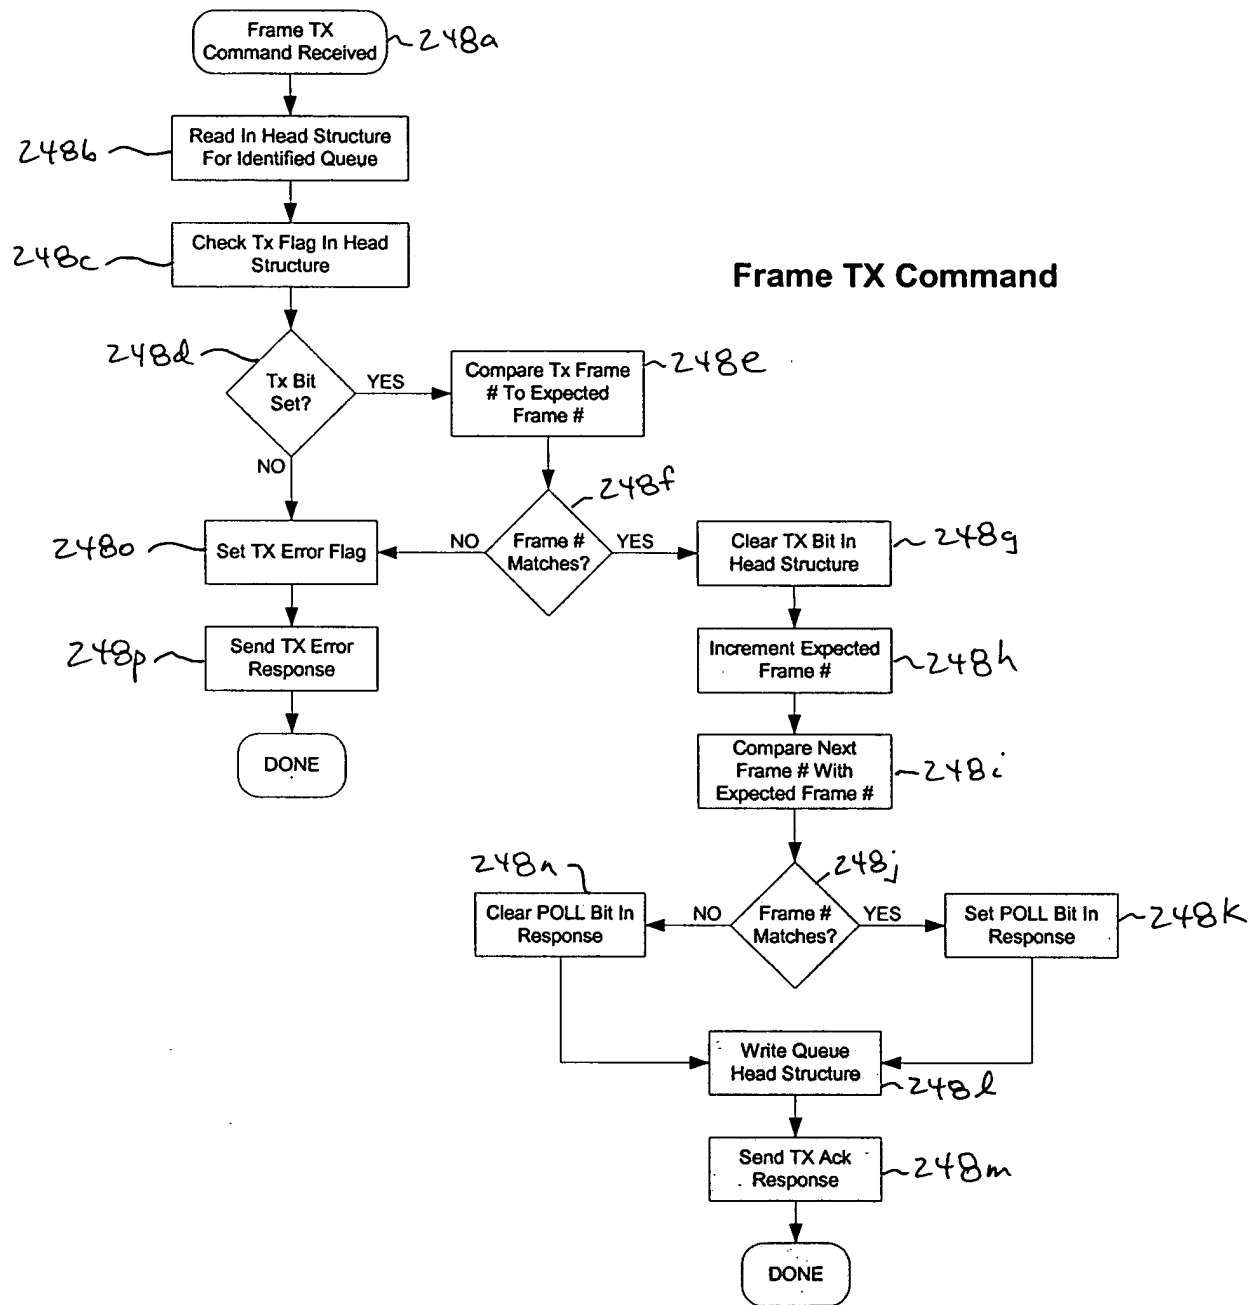 Frame TX
Command Received
248a
Read In Head Structure
For Identified Queue
248b
Check Tx Flag In Head
Structure
248c
Frame TX Command
248d
Tx Bit
Set?
YES
NO
Compare Tx Frame
# To Expected
Frame #
248e
248f
Frame #
Matches?
NO
YES
248o
Set TX Error Flag
Clear TX Bit In
Head Structure
248g
248p
Send TX Error
Response
DONE
Increment Expected
Frame #
248h
Compare Next
Frame # With
Expected Frame #
248i
248j
Frame #
Matches?
NO
YES
248n
Clear POLL Bit In
Response
Set POLL Bit In
Response
248k
Write Queue
Head Structure
248l
Send TX Ack
Response
248m
DONE